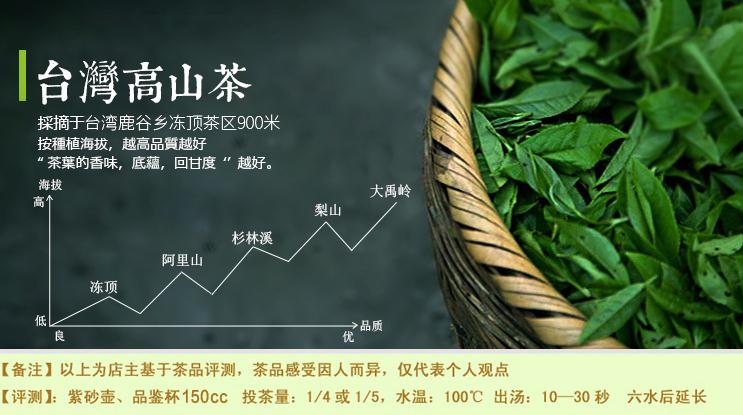 台灣高山茶
採摘于台湾鹿谷乡冻顶茶区900米
按種植海拔，越高品質越好
“ 茶葉的香味，底蘊，回甘度 ” 越好。
海拔
高
大禹岭
梨山
杉林溪
阿里山
冻顶
低
良
优
品质
【备注】以上为店主基于茶品评测，茶品感受因人而异，仅代表个人观点
【评测】：紫砂壶、品鉴杯150cc 投茶量：1/4 或 1/5，水温：100℃ 出汤：10—30 秒 六水后延长